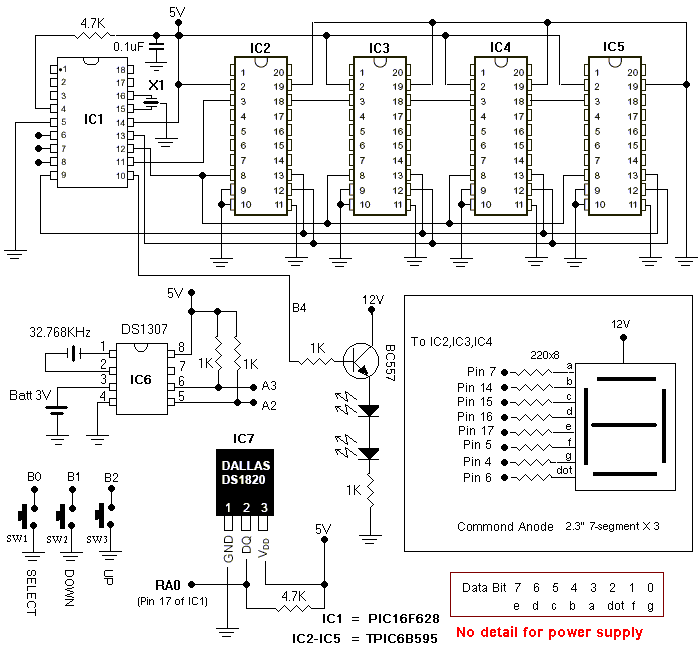 5V
4.7K
0.1uF
X1
IC1
1 2 3 4 5 6 7 8 9
18 17 16 15 14 13 12 11 10
IC2
1 2 3 4 5 6 7 8 9 10
20 19 18 17 16 15 14 13 12 11
IC3
1 2 3 4 5 6 7 8 9 10
20 19 18 17 16 15 14 13 12 11
IC4
1 2 3 4 5 6 7 8 9 10
20 19 18 17 16 15 14 13 12 11
IC5
1 2 3 4 5 6 7 8 9 10
20 19 18 17 16 15 14 13 12 11
5V
B4
12V
32.768KHz
DS1307
1K
1K
1K
BC557
Batt 3V
IC6
1 2 3 4
8 7 6 5
A3
A2
1K
To IC2,IC3,IC4
12V
220x8
Pin 7 a
Pin 14 b
Pin 15 c
Pin 16 d
Pin 17 e
Pin 5 f
Pin 4 g
Pin 6 dot
Commond Anode 2.3" 7-segment X 3
IC7
DALLAS
DS1820
1 2 3
GND
DQ
VDD
B0 B1 B2
SW1 SW2 SW3
SELECT
DOWN
UP
5V
RA0
(Pin 17 of IC1)
4.7K
IC1 = PIC16F628
IC2-IC5 = TPIC6B595
Data Bit 7 6 5 4 3 2 1 0
e d c b a dot f g
No detail for power supply